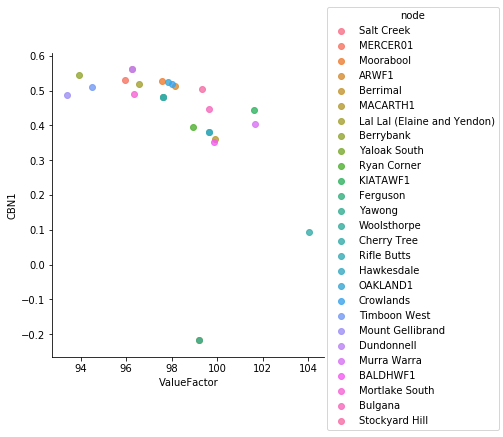 node
Salt Creek
MERCER01
Moorabool
ARWF1
Berrimal
MACARTH1
Lal Lal (Elaine and Yendon)
Berrybank
Yaloak South
Ryan Corner
KIATAWF1
Ferguson
Yawong
Woolsthorpe
Cherry Tree
Rifle Butts
Hawkesdale
OAKLAND1
Crowlands
Timboon West
Mount Gellibrand
Dundonnell
Murra Warra
BALDHWF1
Mortlake South
Bulgana
Stockyard Hill
CBN1
0.6
0.5
0.4
0.3
0.2
0.1
0.0
−0.1
−0.2
94 96 98 100 102 104
ValueFactor